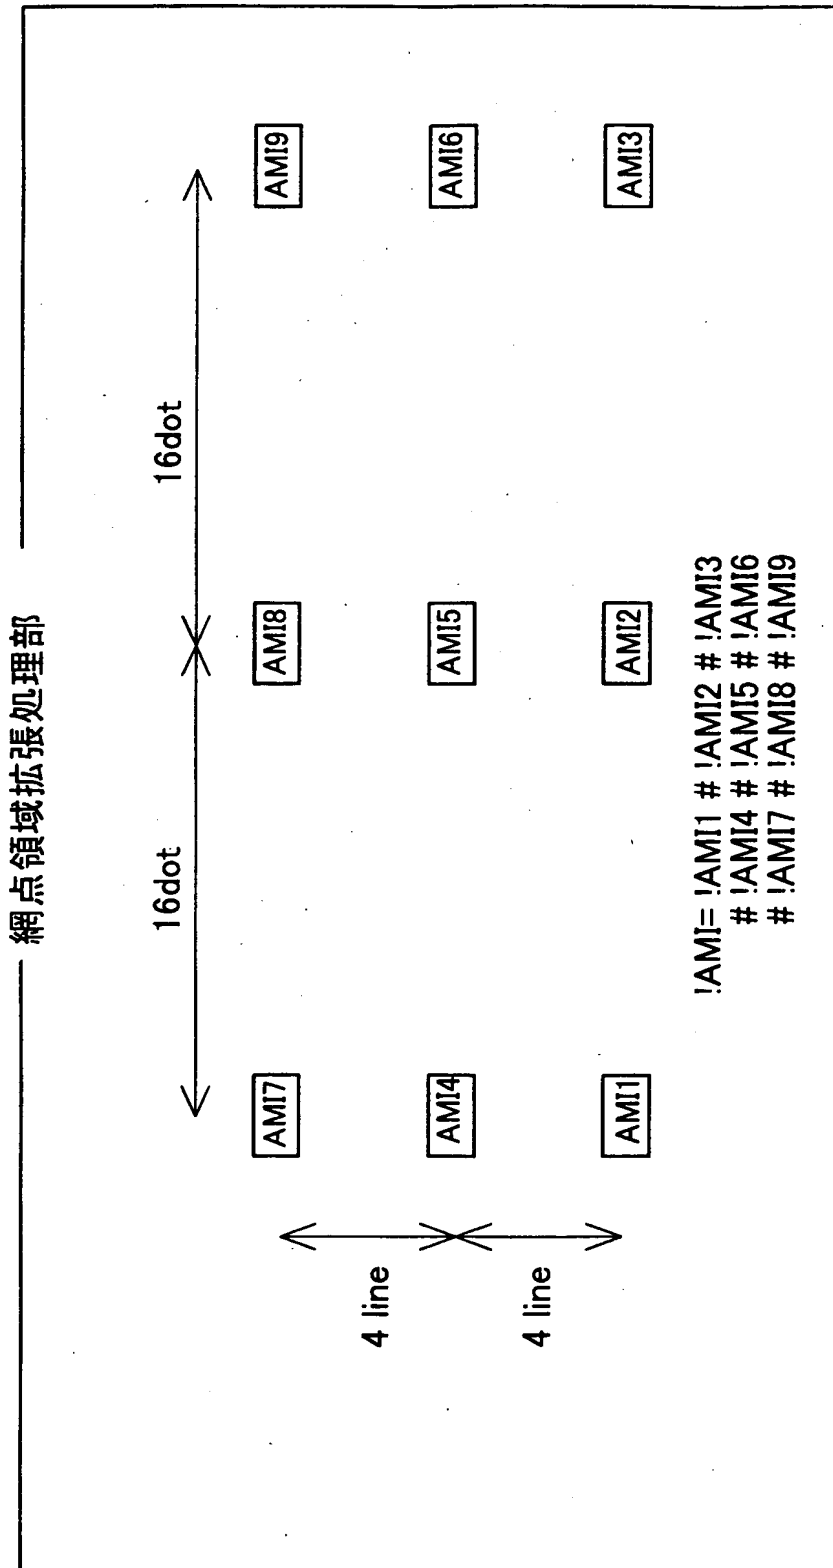 網点領域拡張処理部
16dot
16dot
4 line
4 line
AMI7
AMI8
AMI9
AMI4
AMI5
AMI6
AMI1
AMI2
AMI3
!AMI= !AMI1 # !AMI2 # !AMI3
# !AMI4 # !AMI5 # !AMI6
# !AMI7 # !AMI8 # !AMI9